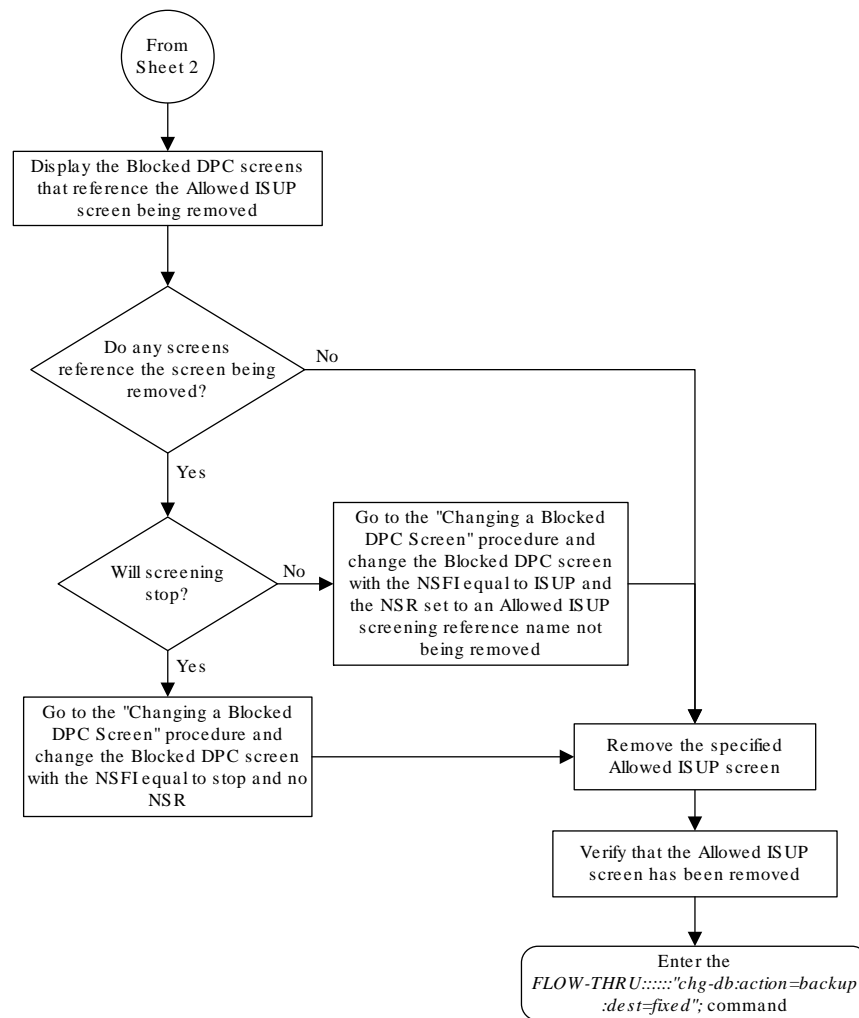 From
Sheet 2
Display the Blocked DPC screens
that reference the Allowed ISUP
screen being removed
Do any screens
reference the screen being
removed?
No
Yes
Will screening
stop?
No
Go to the "Changing a Blocked
DPC Screen" procedure and
change the Blocked DPC screen
with the NSFI equal to ISUP and
the NSR set to an Allowed ISUP
screening reference name not
being removed
Yes
Go to the "Changing a Blocked
DPC Screen" procedure and
change the Blocked DPC screen
with the NSFI equal to stop and no
NSR
Remove the specified
Allowed ISUP screen
Verify that the Allowed ISUP
screen has been removed
Enter the
FLOW-THRU::::::"chg-db:action=backup
:dest=fixed"; command